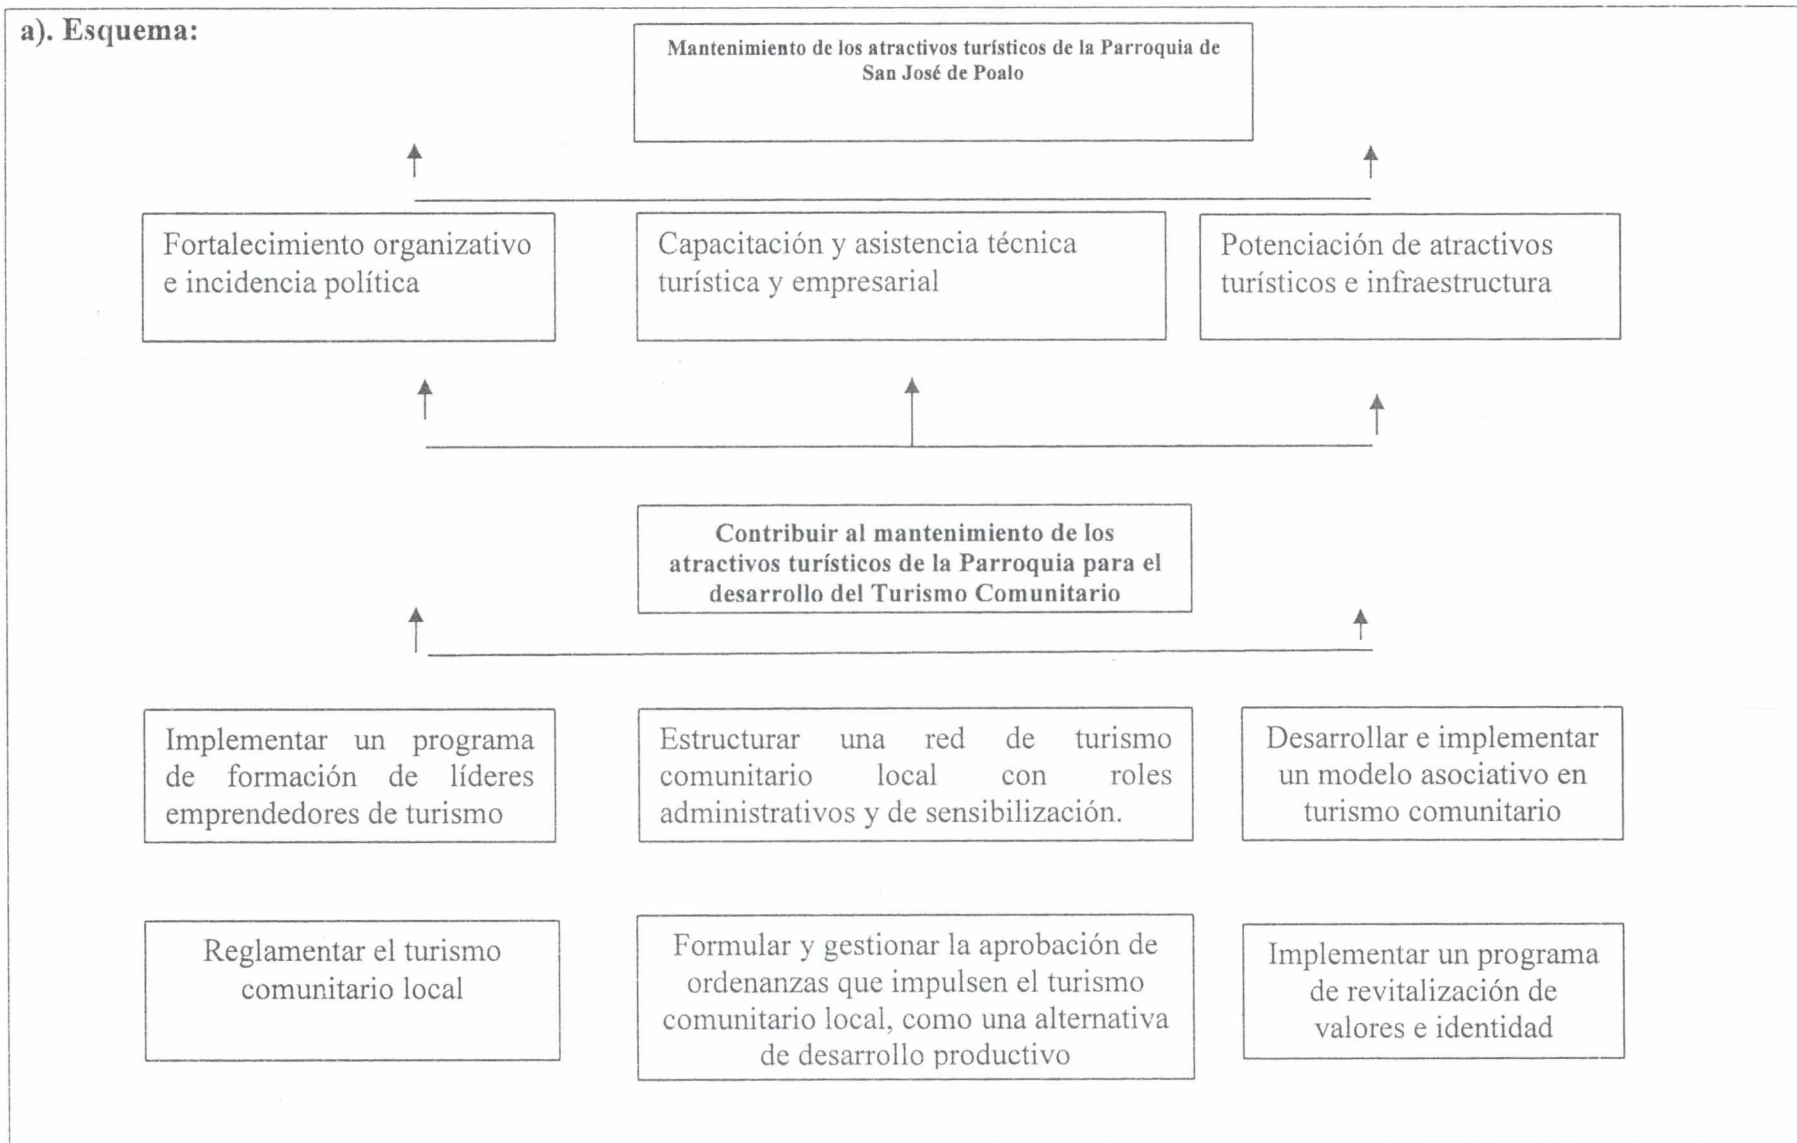 a). Esquema:
Mantenimiento de los atractivos turísticos de la Parroquia de
San José de Poalo
Fortalecimiento organizativo
e incidencia política
Capacitación y asistencia técnica
turística y empresarial
Potenciación de atractivos
turísticos e infraestructura
Contribuir al mantenimiento de los
atractivos turísticos de la Parroquia para el
desarrollo del Turismo Comunitario
Implementar un programa
de formación de líderes
emprendedores de turismo
Estructurar una red de turismo
comunitario local con roles
administrativos y de sensibilización.
Desarrollar e implementar
un modelo asociativo en
turismo comunitario
Reglamentar el turismo
comunitario local
Formular y gestionar la aprobación de
ordenanzas que impulsen el turismo
comunitario local, como una alternativa
de desarrollo productivo
Implementar un programa
de revitalización de
valores e identidad